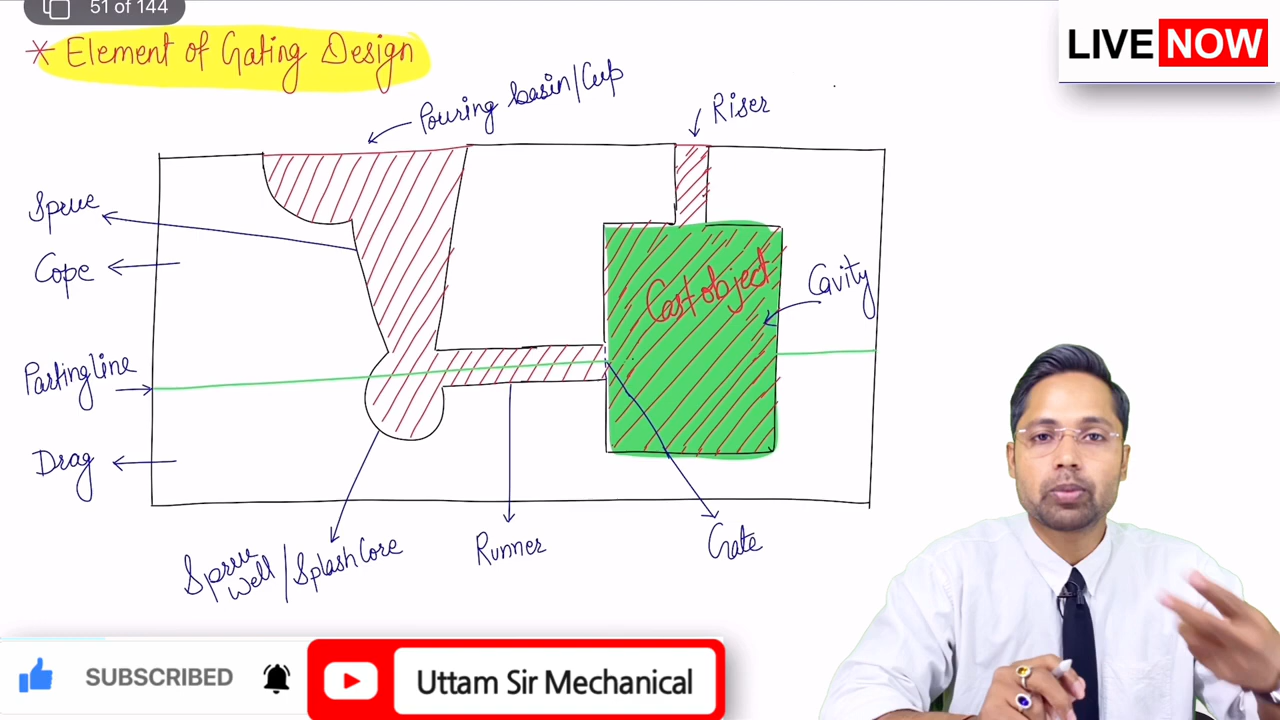 51 of 144
LIVE NOW
* Element of Gating Design
Pouring basin/Cup
Riser
Sprue
Cope
Cast object
Cavity
Parting line
Drag
Sprue Well / Splash Core
Runner
Gate
SUBSCRIBED
Uttam Sir Mechanical